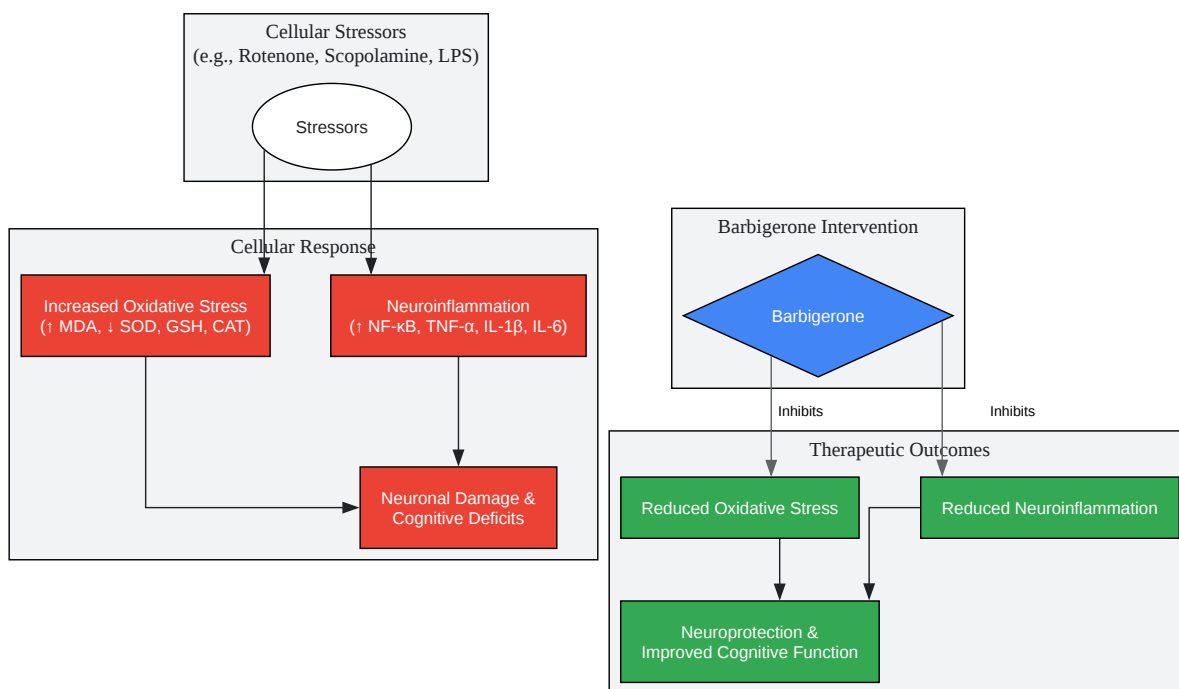 Cellular Stressors
(e.g., Rotenone, Scopolamine, LPS)
Stressors
Cellular Response
Increased Oxidative Stress
(↑ MDA, ↓ SOD, GSH, CAT)
Neuroinflammation
(↑ NF-κB, TNF-α, IL-1β, IL-6)
Neuronal Damage &
Cognitive Deficits
Barbigerone Intervention
Barbigerone
Inhibits
Inhibits
Therapeutic Outcomes
Reduced Oxidative Stress
Reduced Neuroinflammation
Neuroprotection &
Improved Cognitive Function